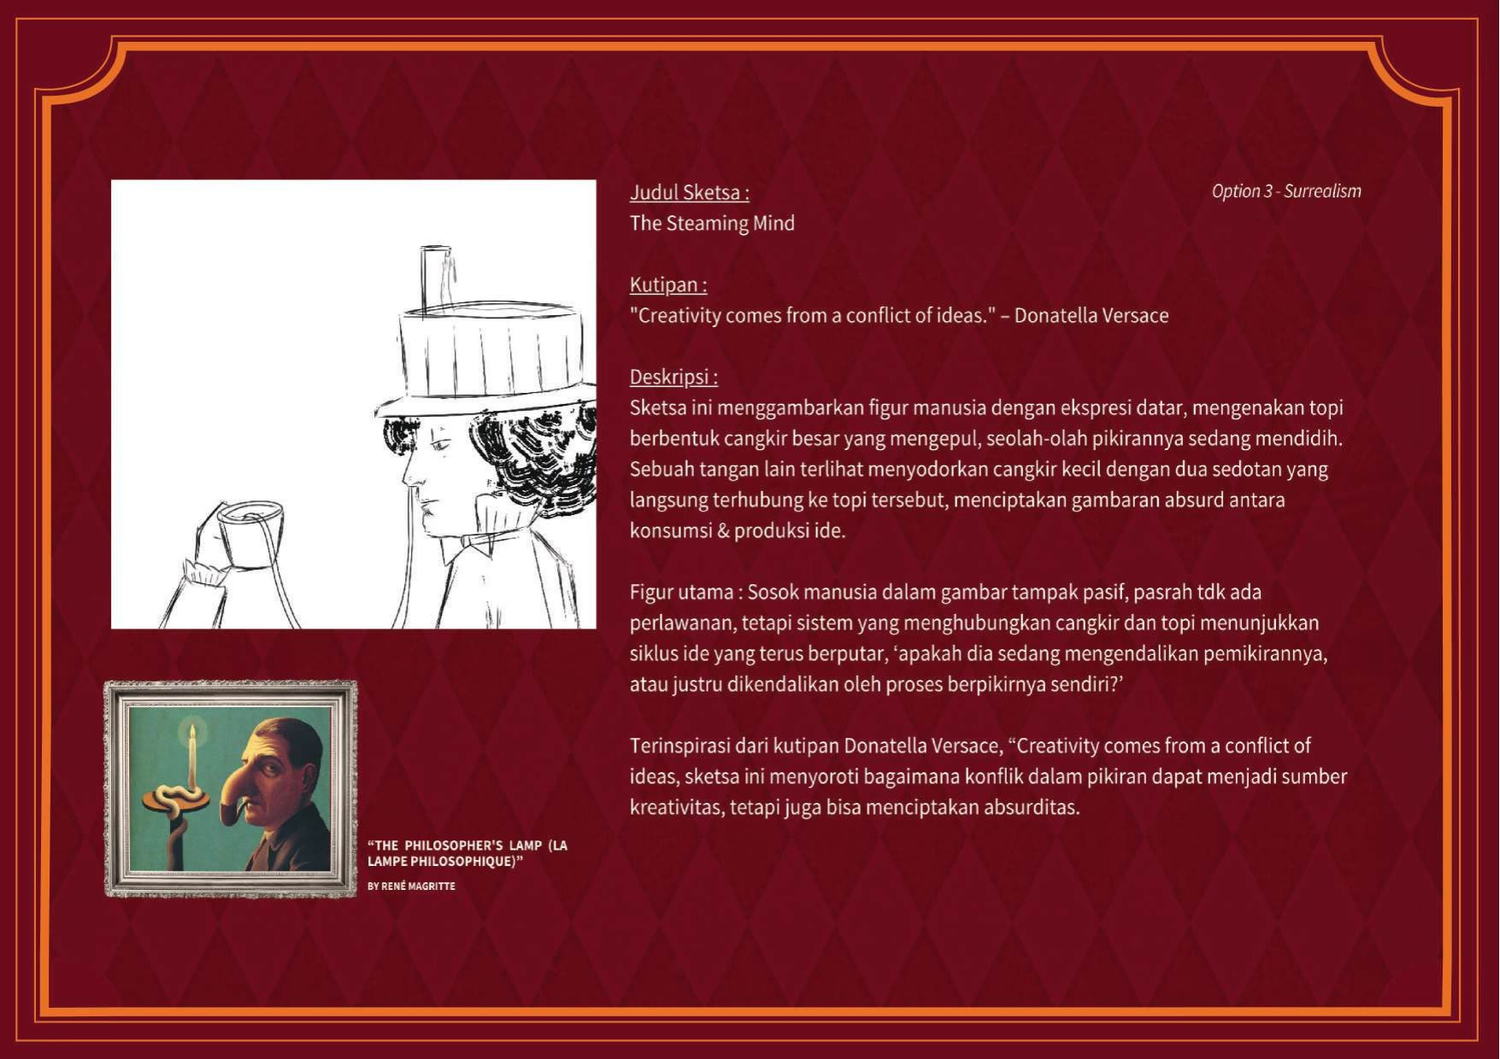 Judul Sketsa :
Option 3 - Surrealism
The Steaming Mind
Kutipan :
"Creativity comes from a conflict of ideas." – Donatella Versace
Deskripsi :
Sketsa ini menggambarkan figur manusia dengan ekspresi datar, mengenakan topi
berbentuk cangkir besar yang mengepul, seolah-olah pikirannya sedang mendidih.
Sebuah tangan lain terlihat menyodorkan cangkir kecil dengan dua sedotan yang
langsung terhubung ke topi tersebut, menciptakan gambaran absurd antara
konsumsi & produksi ide.
Figur utama : Sosok manusia dalam gambar tampak pasif, pasrah tdk ada
perlawanan, tetapi sistem yang menghubungkan cangkir dan topi menunjukkan
siklus ide yang terus berputar, ‘apakah dia sedang mengendalikan pemikirannya,
atau justru dikendalikan oleh proses berpikirnya sendiri?’
Terinspirasi dari kutipan Donatella Versace, “Creativity comes from a conflict of
ideas, sketsa ini menyoroti bagaimana konflik dalam pikiran dapat menjadi sumber
kreativitas, tetapi juga bisa menciptakan absurditas.
“THE PHILOSOPHER'S LAMP (LA
LAMPE PHILOSOPHIQUE)”
BY RENÉ MAGRITTE